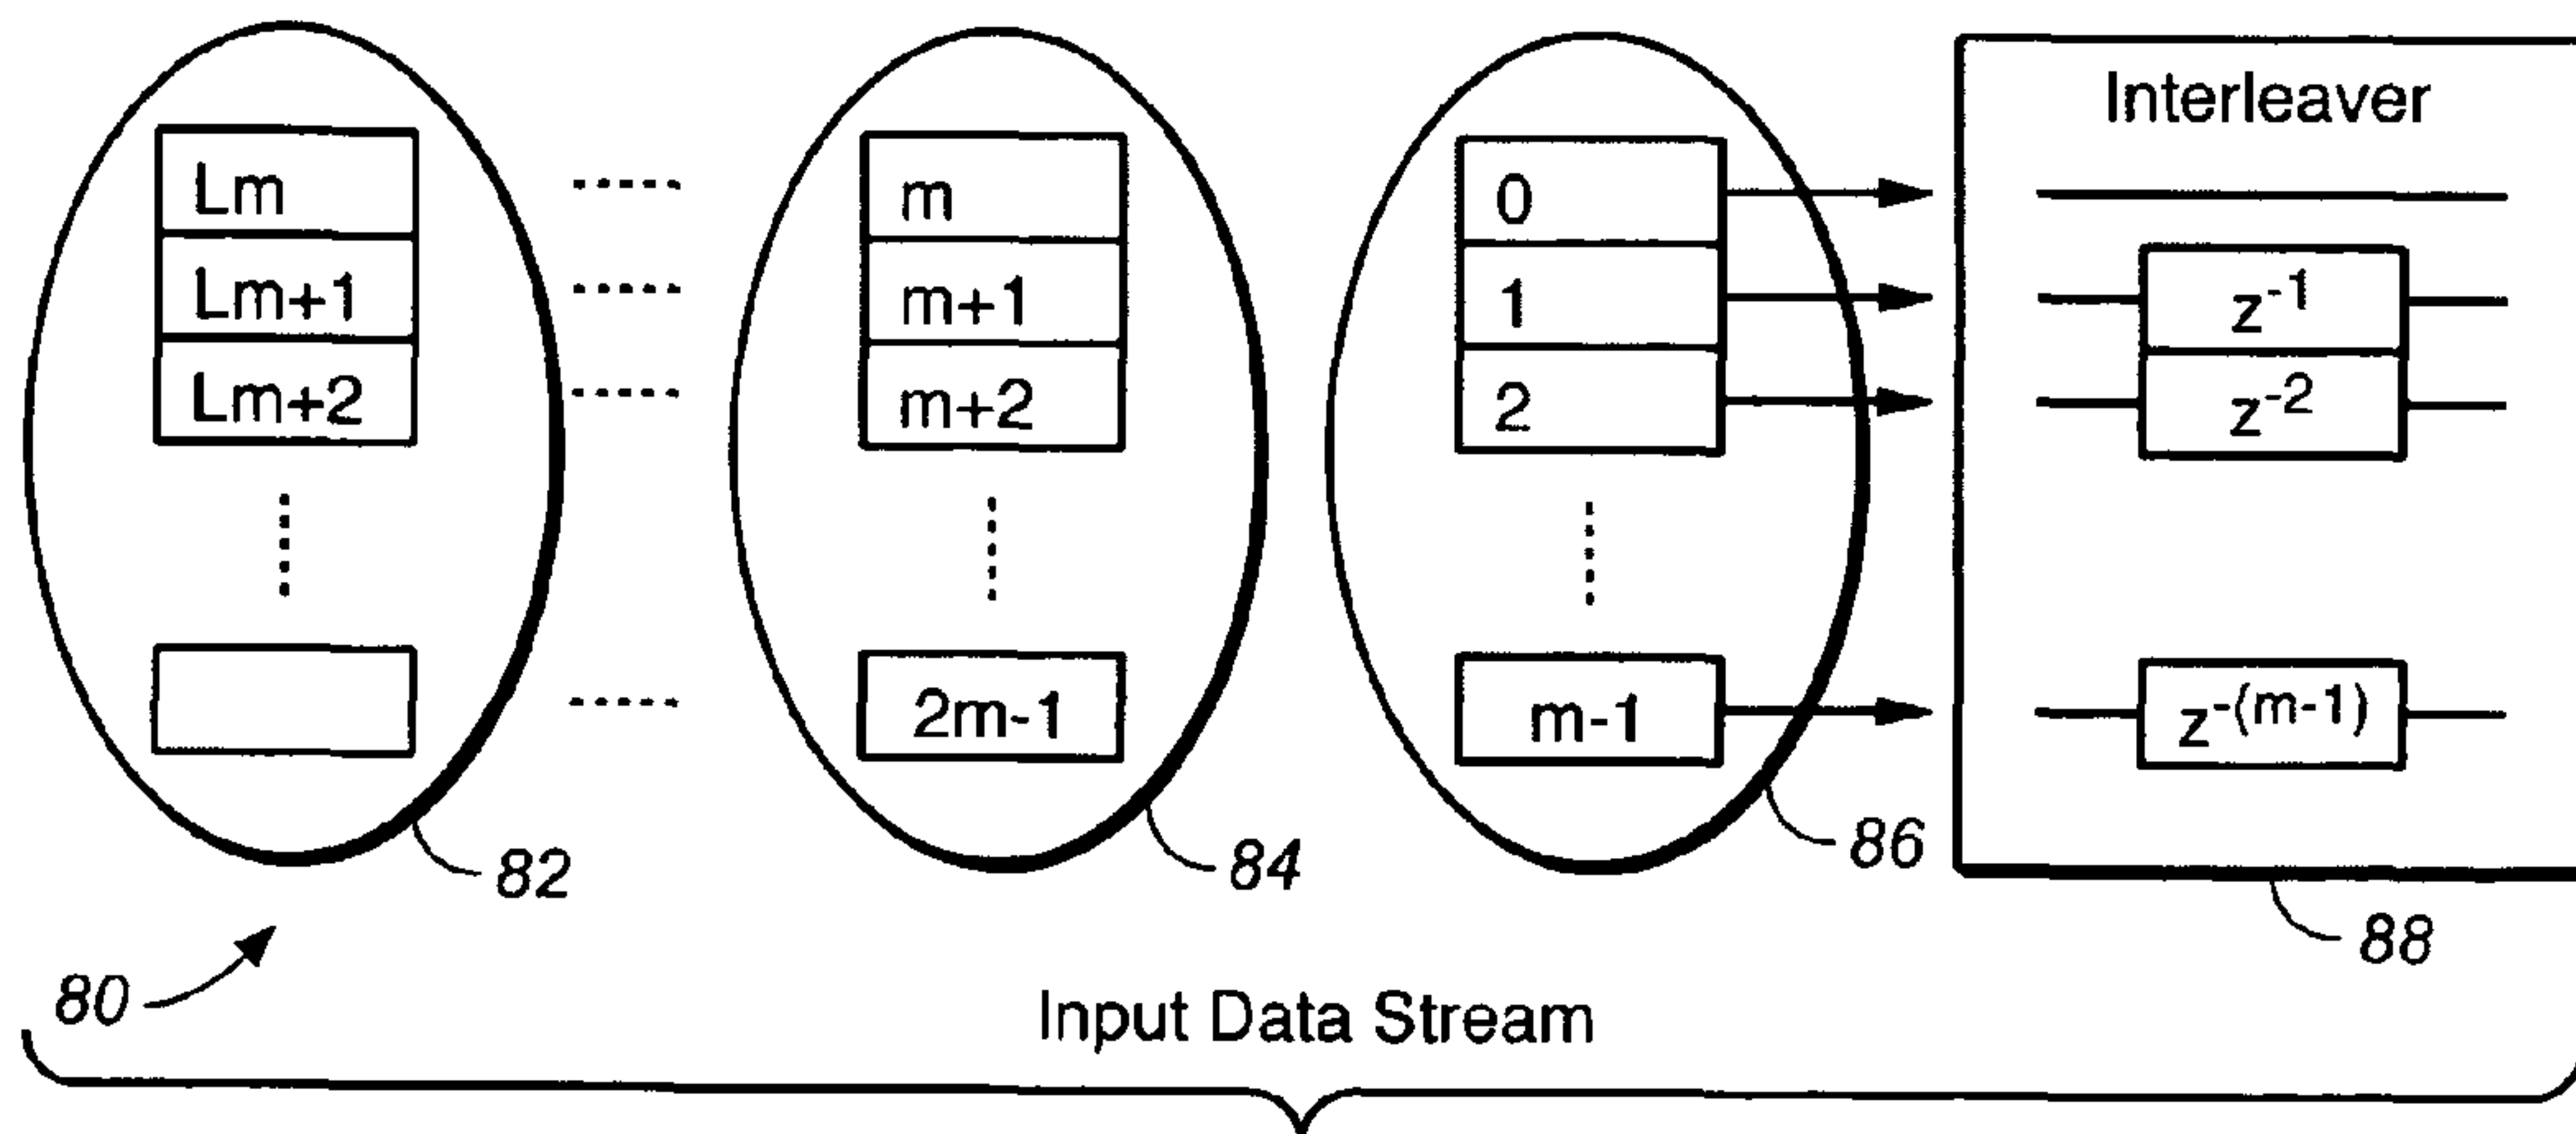 Interleaver
Lm
Lm+1
Lm+2
m
m+1
m+2
2m-1
0
1
2
m-1
z-1
z-2
z-(m-1)
82
84
86
88
80
Input Data Stream